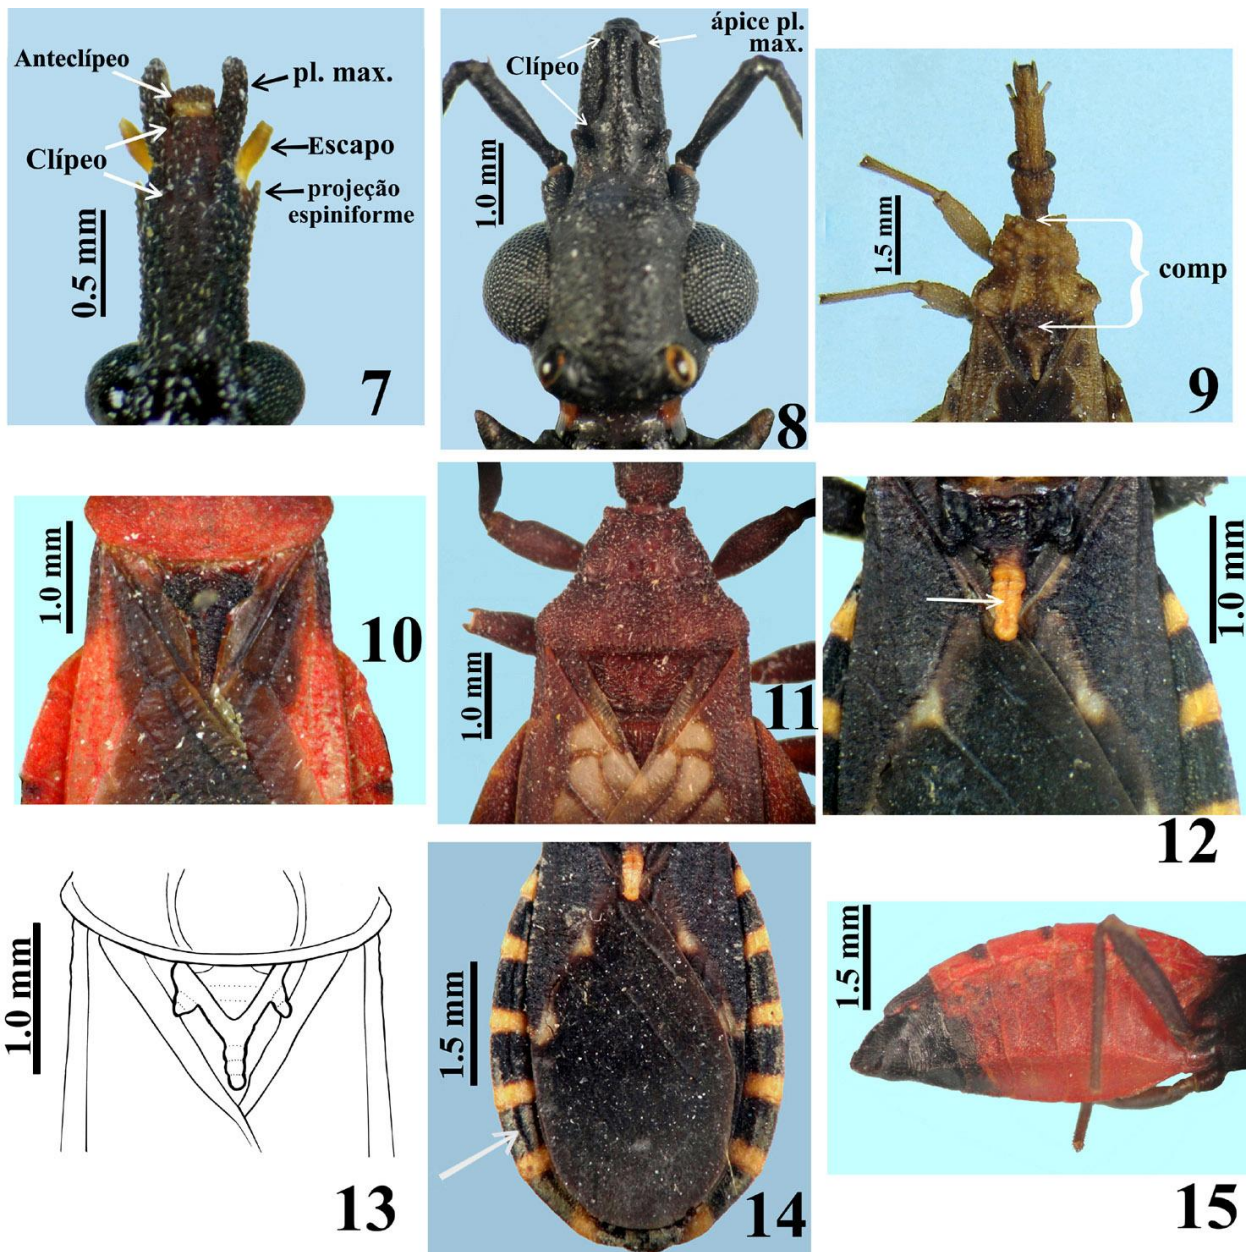 Anteclípeo
pl. max.
Clípeo
Escapo
projeção
espiniforme
0.5 mm
7
ápice pl.
max.
Clípeo
1.0 mm
8
1.5 mm
comp
9
1.0 mm
10
1.0 mm
11
1.0 mm
12
1.0 mm
13
1.5 mm
14
1.5 mm
15